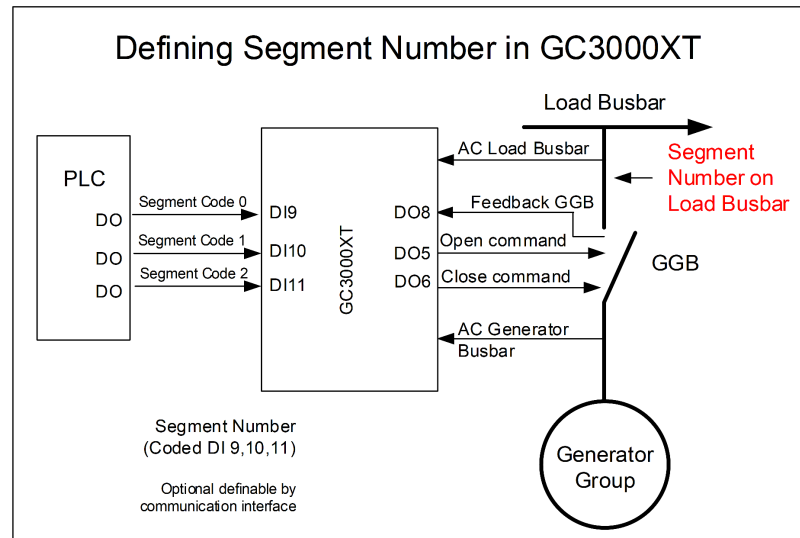 Defining Segment Number in GC3000XT
Load Busbar
AC Load Busbar
Segment
Number on
Load Busbar
PLC
DO
Segment Code 0
DI9
DO8
Feedback GGB
DO
Segment Code 1
DI10
DO5
Open command
GGB
DO
Segment Code 2
DI11
DO6
Close command
GC3000XT
AC Generator
Busbar
Segment Number
(Coded DI 9,10,11)
Optional definable by
communication interface
Generator
Group